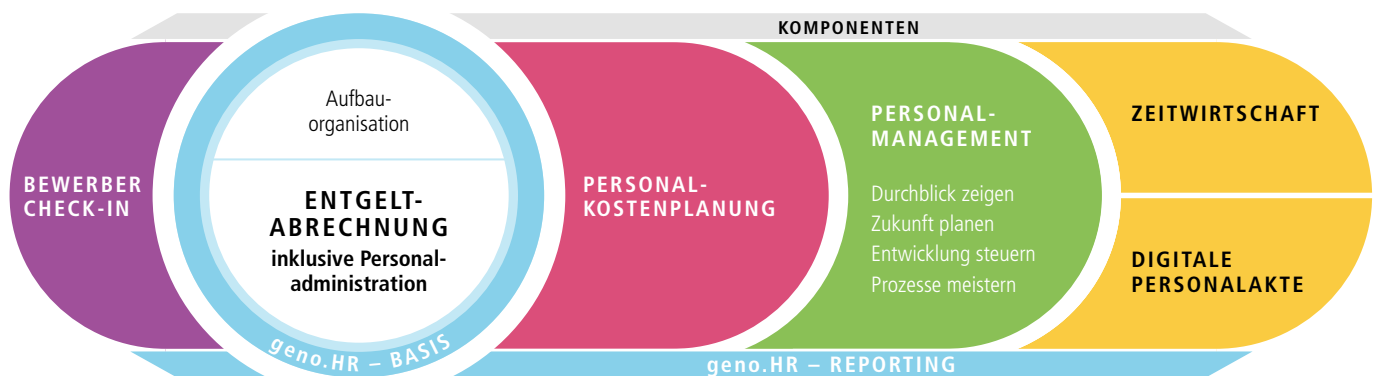 KOMPONENTEN
BEWERBER
CHECK-IN
Aufbau-
organisation
ENTGELT-
ABRECHNUNG
inklusive Personal-
administration
geno.HR – BASIS
PERSONAL-
KOSTENPLANUNG
PERSONAL-
MANAGEMENT
Durchblick zeigen
Zukunft planen
Entwicklung steuern
Prozesse meistern
ZEITWIRTSCHAFT
DIGITALE
PERSONALAKTE
geno.HR – REPORTING